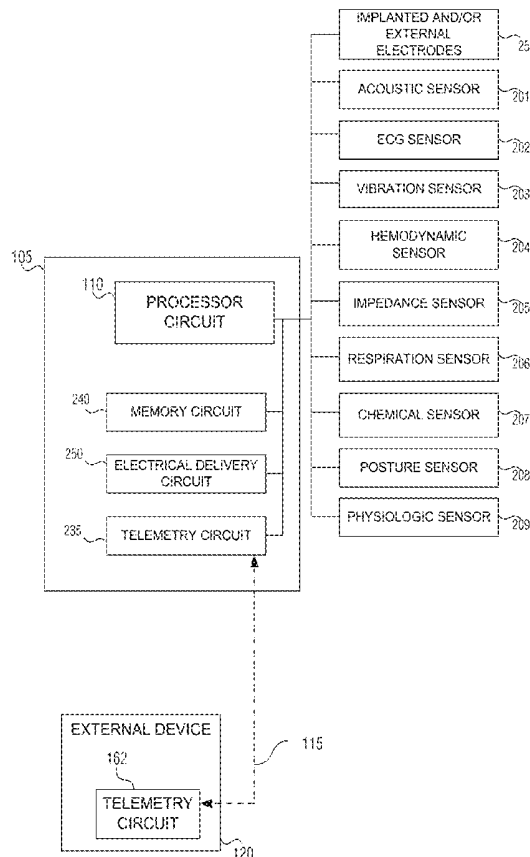 IMPLANTED AND/OR
EXTERNAL
ELECTRODES
25
ACOUSTIC SENSOR
201
ECG SENSOR
202
VIBRATION SENSOR
203
HEMODYNAMIC
SENSOR
204
105
110
PROCESSOR
CIRCUIT
IMPEDANCE SENSOR
205
RESPIRATION SENSOR
206
240
MEMORY CIRCUIT
CHEMICAL SENSOR
207
250
ELECTRICAL DELIVERY
CIRCUIT
POSTURE SENSOR
208
235
TELEMETRY CIRCUIT
PHYSIOLOGIC SENSOR
209
EXTERNAL DEVICE
115
162
TELEMETRY
CIRCUIT
120